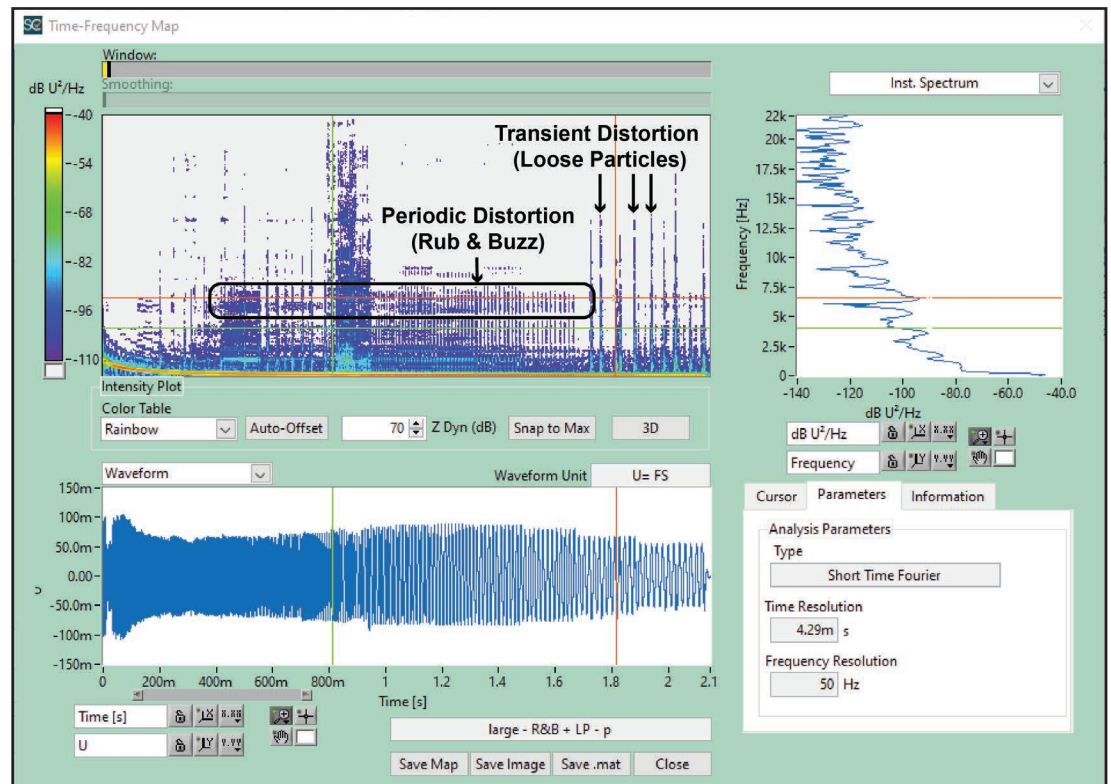 SC Time-Frequency Map
Window:
Smoothing:
dB U²/Hz
-40
-54
-68
-82
-96
-110
Transient Distortion
(Loose Particles)
Periodic Distortion
(Rub & Buzz)
Inst. Spectrum
22k
20k
17.5k
15k
12.5k
10k
7.5k
5k
2.5k
0
Frequency [Hz]
-140 -120 -100 -80.0 -60.0 -40.0
dB U²/Hz
dB U²/Hz X X.XX
Frequency Y Y.YY
Intensity Plot
Color Table
Rainbow Auto-Offset 70 Z Dyn (dB) Snap to Max 3D
Waveform Waveform Unit U= FS
150m
100m
50.0m
0.00
-50.0m
-100m
-150m
U
0 200m 400m 600m 800m 1 1.2 1.4 1.6 1.8 2 2.1
Time [s]
Time [s] X X.XX
U Y Y.YY
large - R&B + LP - p
Save Map Save Image Save .mat Close
Cursor Parameters Information
Analysis Parameters
Type
Short Time Fourier
Time Resolution
4.29m s
Frequency Resolution
50 Hz